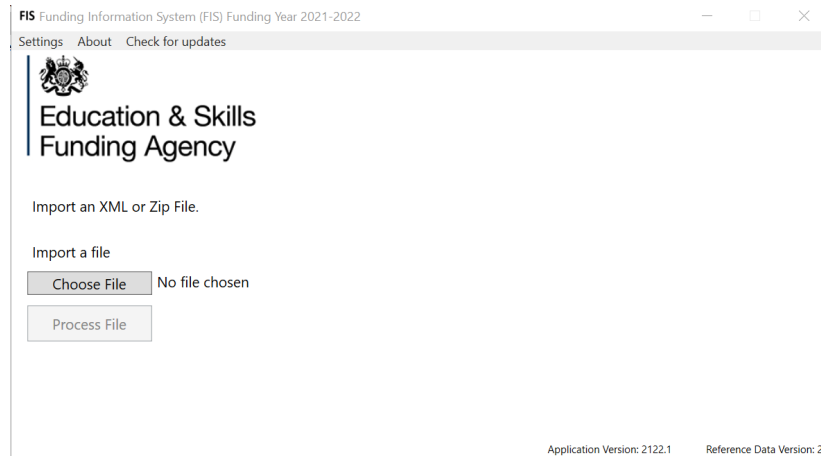 FIS Funding Information System (FIS) Funding Year 2021-2022
Settings About Check for updates
Education & Skills
Funding Agency
Import an XML or Zip File.
Import a file
Choose File No file chosen
Process File
Application Version: 2122.1 Reference Data Version: 2